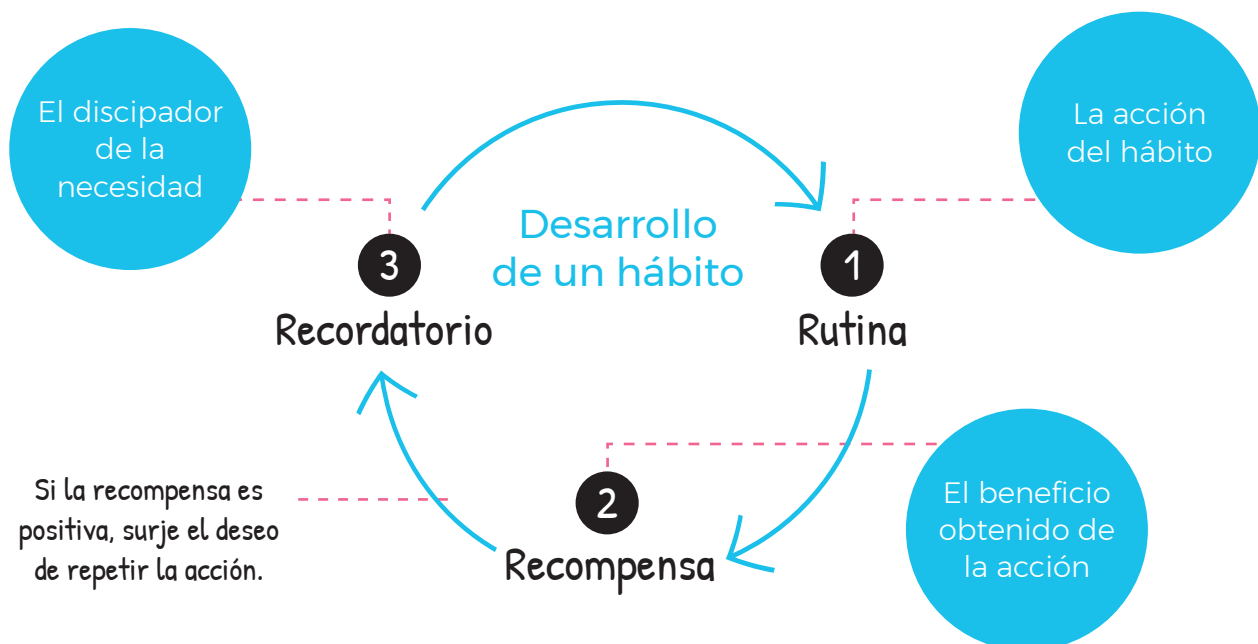 El discipador
de la
necesidad
La acción
del hábito
Desarrollo
de un hábito
3
Recordatorio
1
Rutina
Si la recompensa es
positiva, surje el deseo
de repetir la acción.
2
Recompensa
El beneficio
obtenido de
la acción